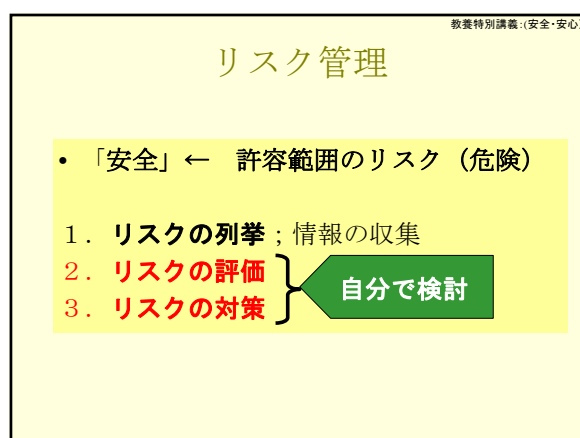 教養特別講義:(安全・安心)
リスク管理
• 「安全」← 許容範囲のリスク（危険）
１．リスクの列挙；情報の収集
２．リスクの評価
３．リスクの対策
自分で検討